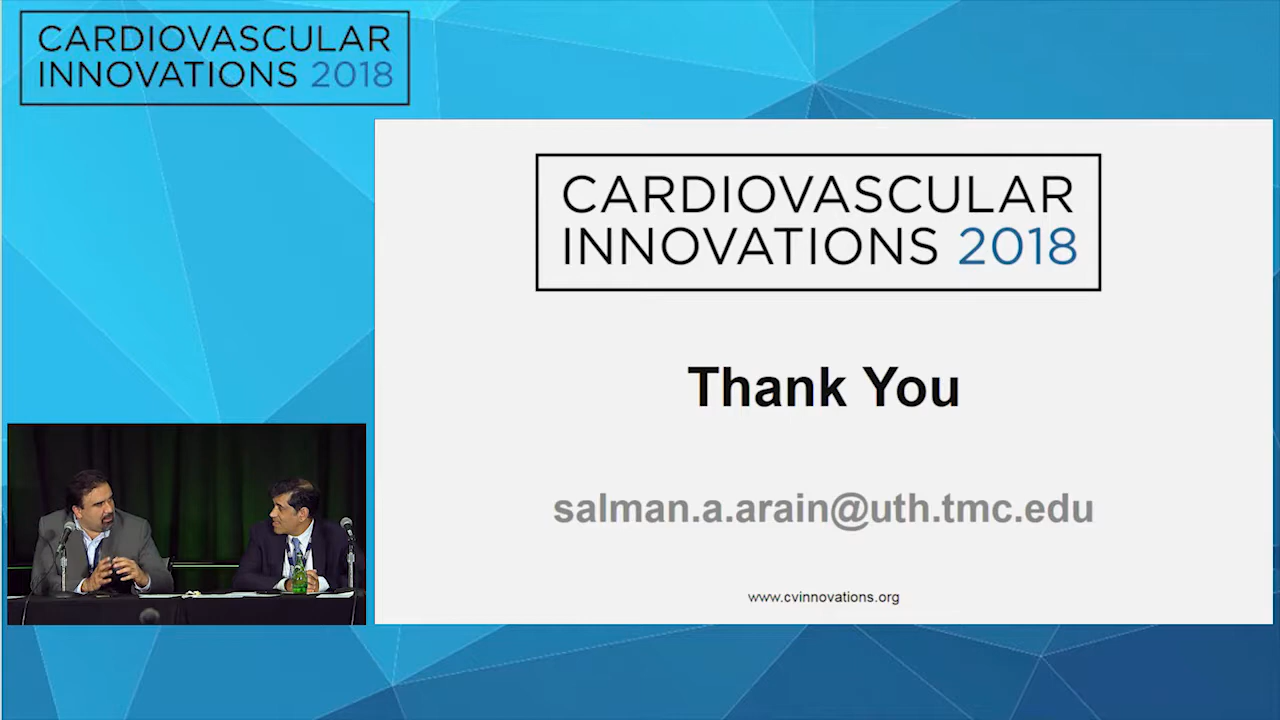 CARDIOVASCULAR
INNOVATIONS 2018
CARDIOVASCULAR
INNOVATIONS 2018
Thank You
salman.a.arain@uth.tmc.edu
www.cvinnovations.org